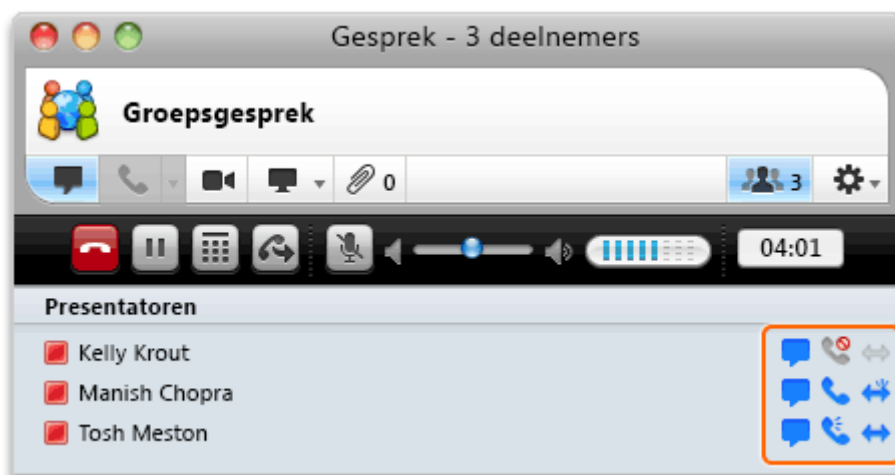 Gesprek - 3 deelnemers
Groepsgesprek
0
3
04:01
Presentatoren
Kelly Krout
Manish Chopra
Tosh Meston